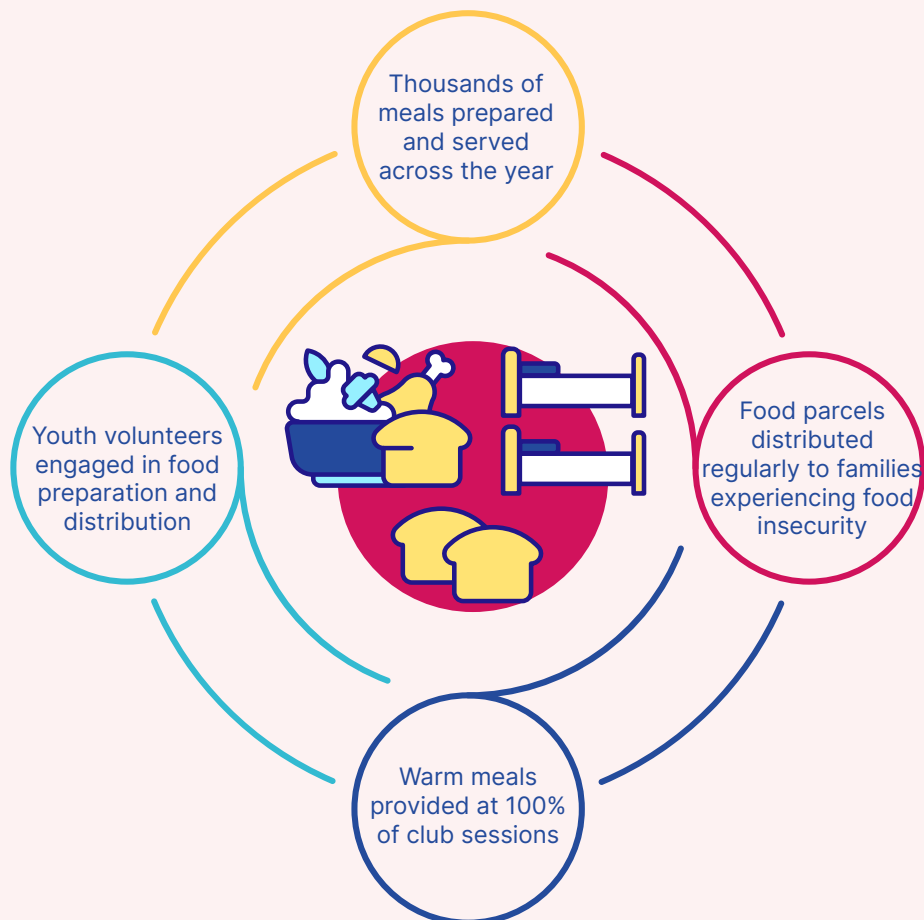 Thousands of
meals prepared
and served
across the year
Youth volunteers
engaged in food
preparation and
distribution
Food parcels
distributed
regularly to families
experiencing food
insecurity
Warm meals
provided at 100%
of club sessions